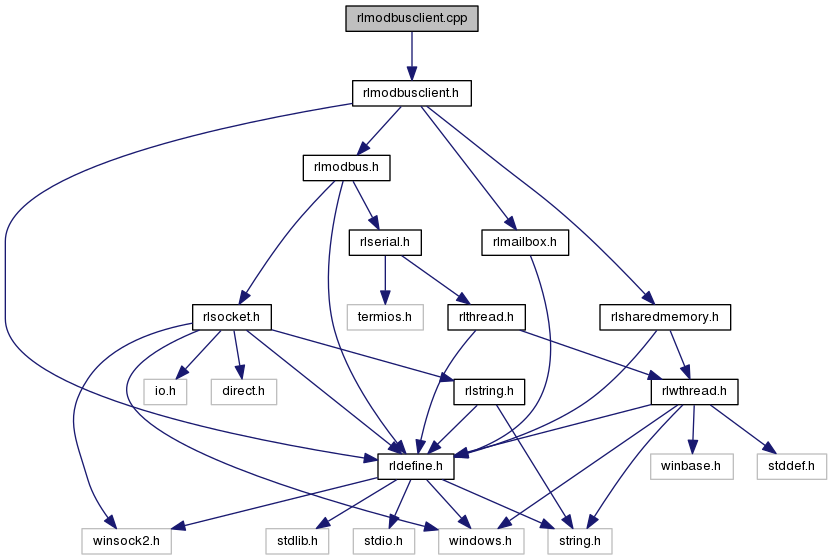 rlmodbusclient.cpp
rlmodbusclient.h
rlmodbus.h
rlserial.h
rlmailbox.h
rlsocket.h
termios.h
rlthread.h
rlsharedmemory.h
io.h
direct.h
rlstring.h
rlwthread.h
rldefine.h
winbase.h
stddef.h
winsock2.h
stdlib.h
stdio.h
windows.h
string.h